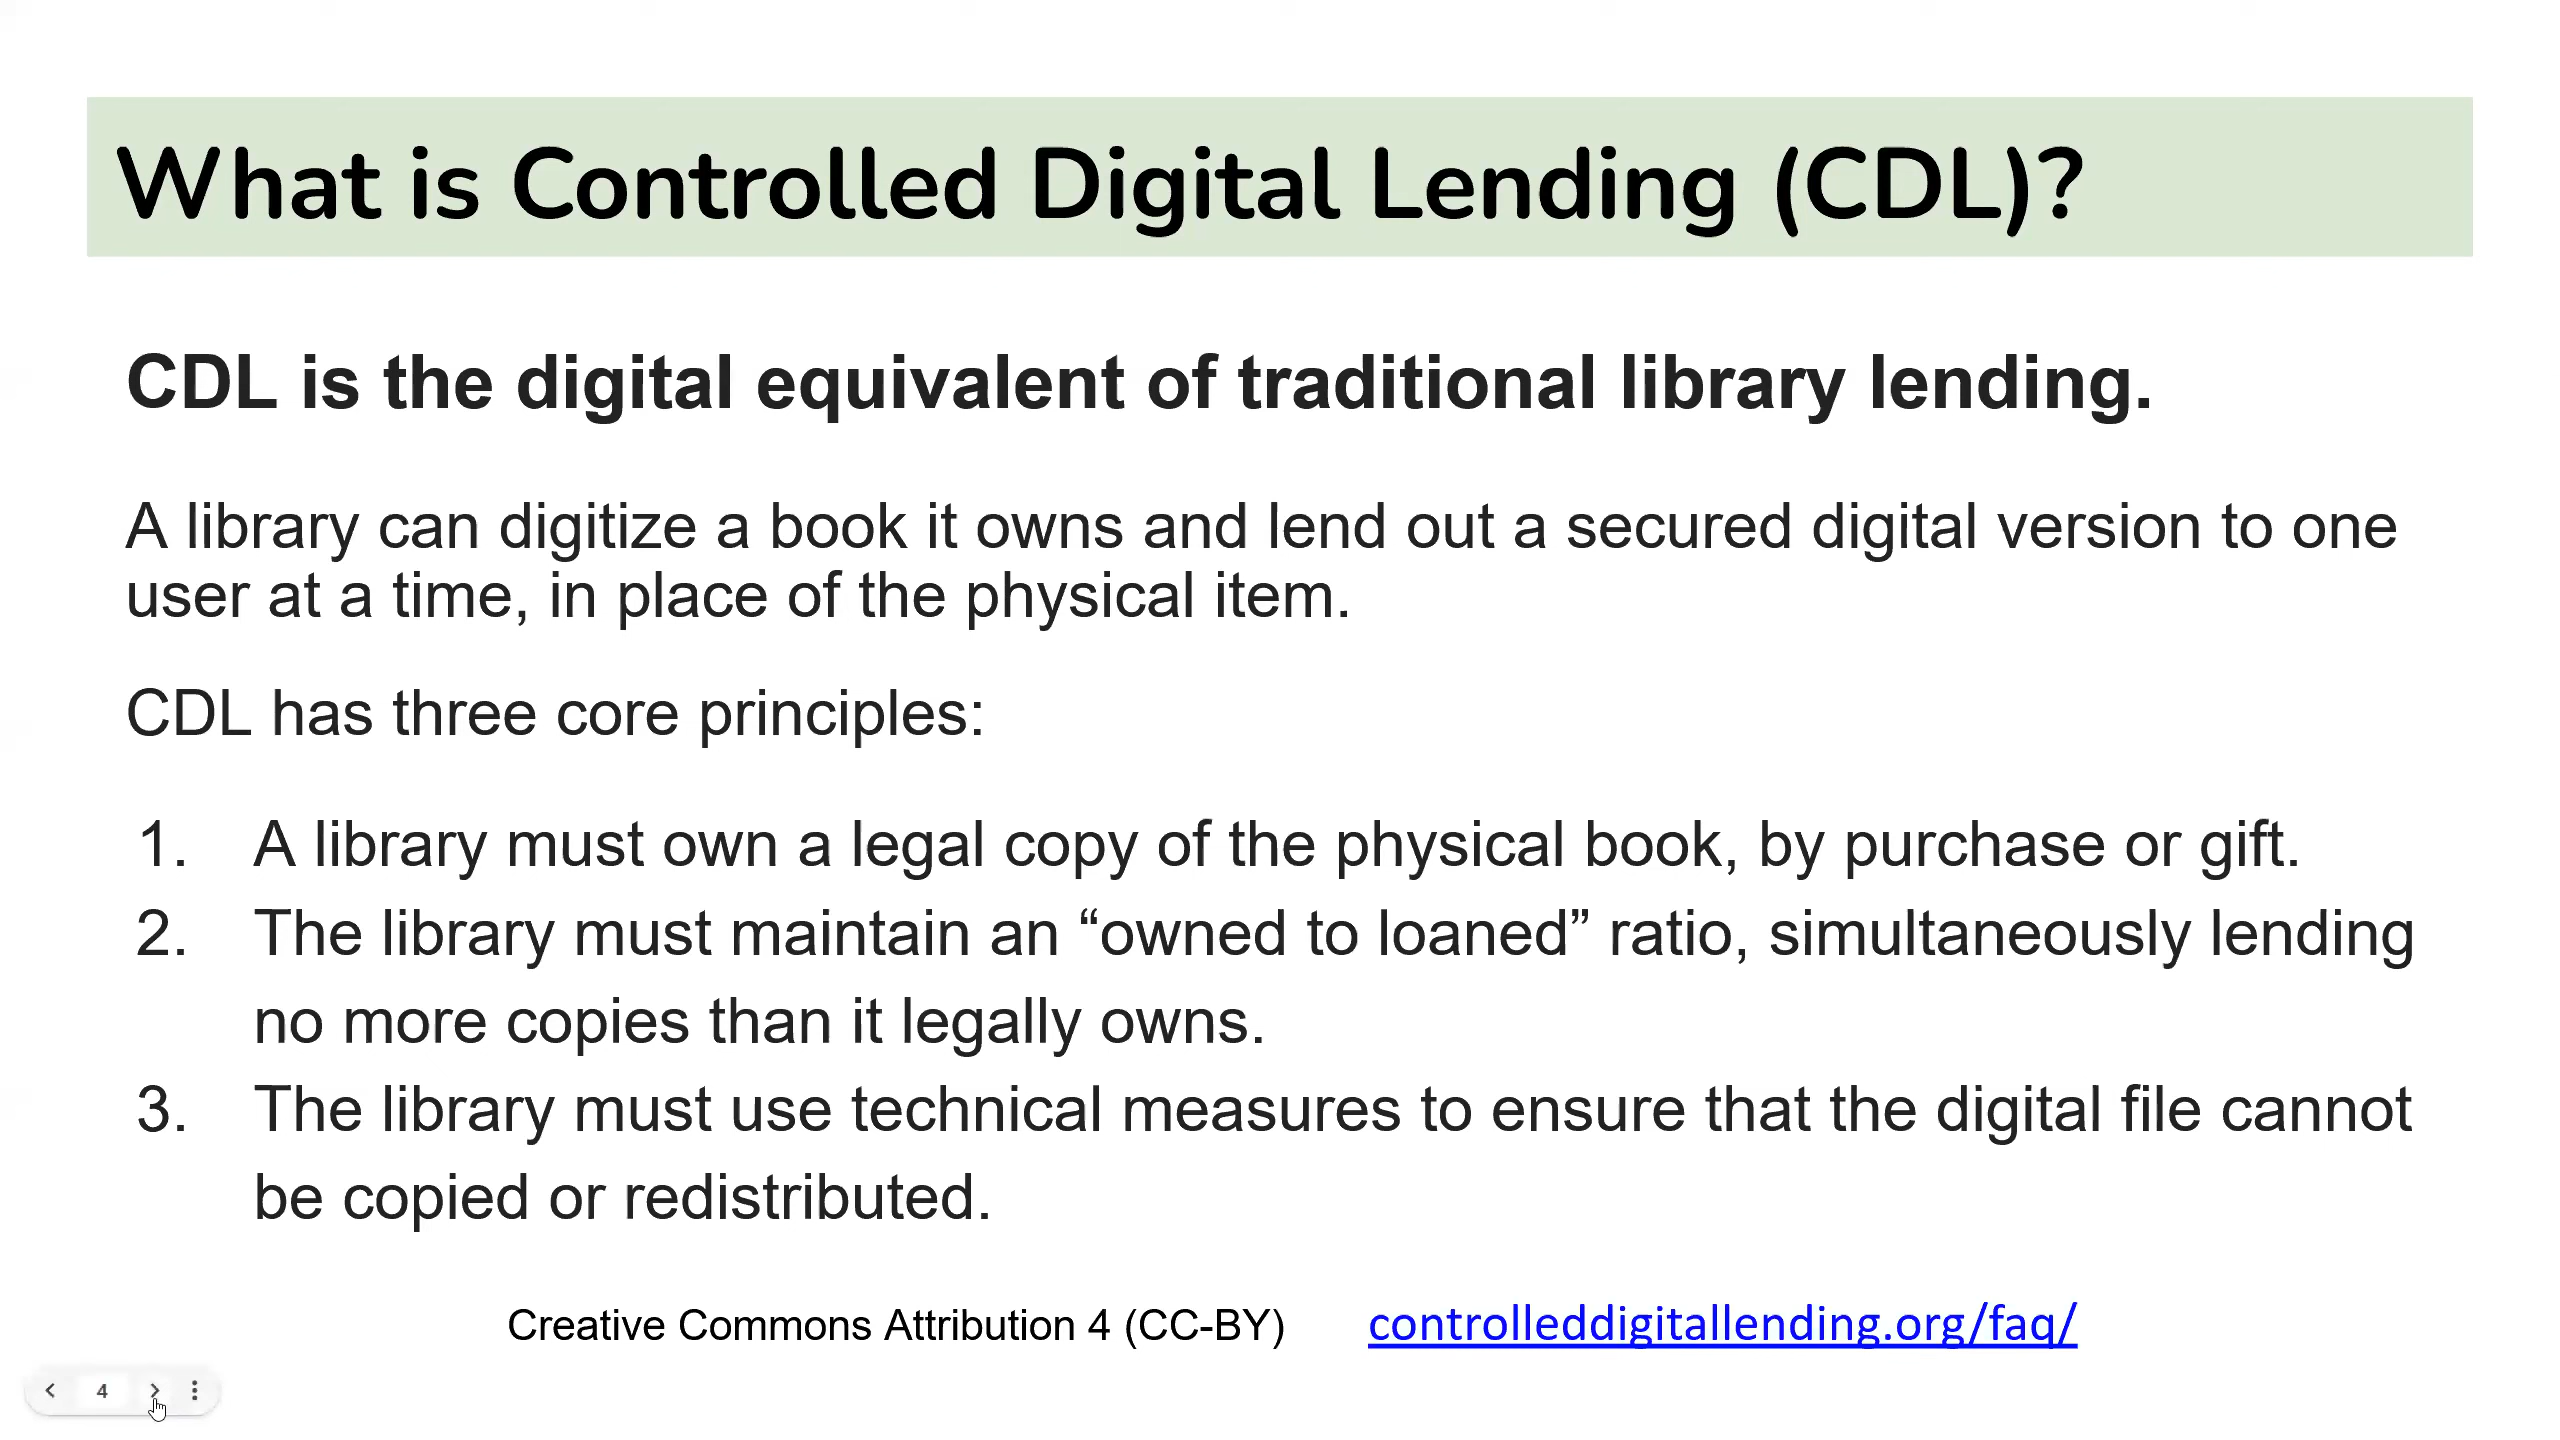 What is Controlled Digital Lending (CDL)?
CDL is the digital equivalent of traditional library lending.
A library can digitize a book it owns and lend out a secured digital version to one
user at a time, in place of the physical item.
CDL has three core principles:
1. A library must own a legal copy of the physical book, by purchase or gift.
2. The library must maintain an “owned to loaned” ratio, simultaneously lending
no more copies than it legally owns.
3. The library must use technical measures to ensure that the digital file cannot
be copied or redistributed.
Creative Commons Attribution 4 (CC-BY) controlleddigitallending.org/faq/
4